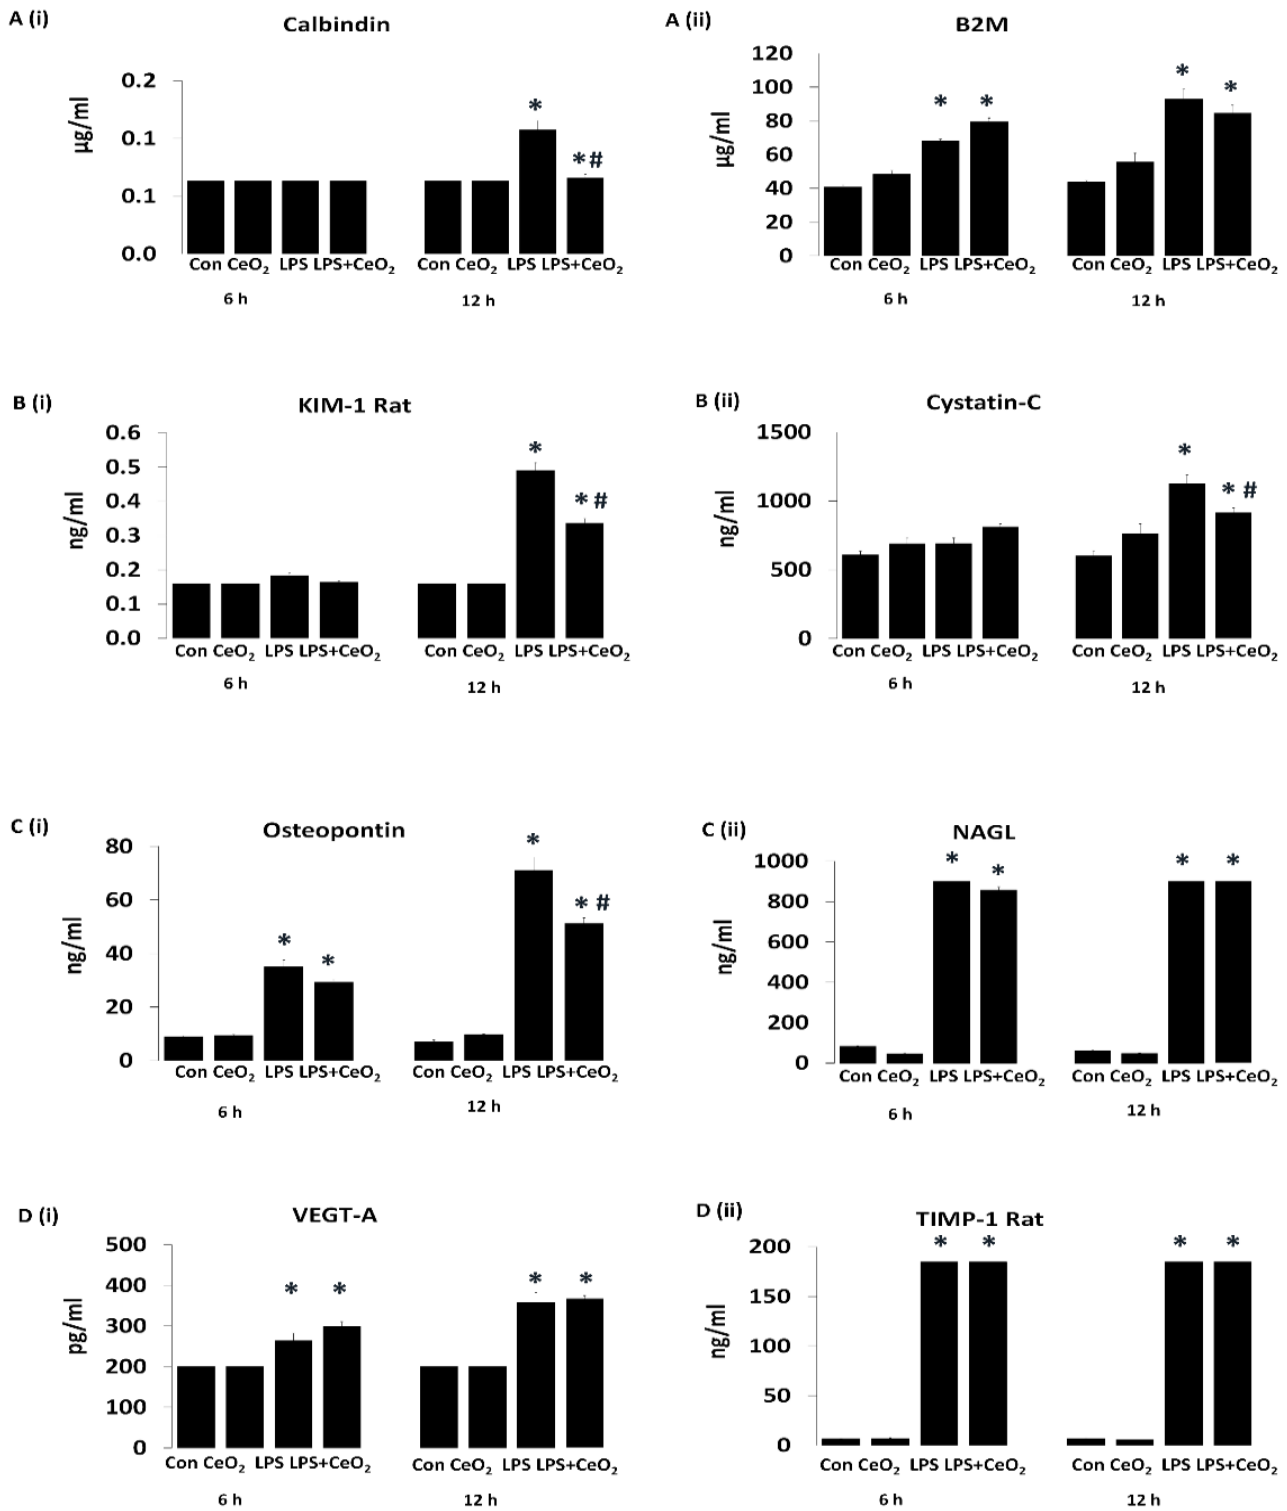 A (i)
Calbindin
0.2
0.1
0.1
0.0
µg/ml
*
*#
Con CeO₂ LPS LPS+CeO₂
Con CeO₂ LPS LPS+CeO₂
6 h
12 h
A (ii)
B2M
120
100
80
60
40
20
0
µg/ml
* *
*
*
Con CeO₂ LPS LPS+CeO₂
Con CeO₂ LPS LPS+CeO₂
6 h
12 h
B (i)
KIM-1 Rat
0.6
0.5
0.4
0.3
0.2
0.1
0.0
ng/ml
*
* #
Con CeO₂ LPS LPS+CeO₂
Con CeO₂ LPS LPS+CeO₂
6 h
12 h
B (ii)
Cystatin-C
1500
1000
500
0
ng/ml
*
* #
Con CeO₂ LPS LPS+CeO₂
Con CeO₂ LPS LPS+CeO₂
6 h
12 h
C (i)
Osteopontin
80
60
40
20
0
ng/ml
*
*
*
* #
Con CeO₂ LPS LPS+CeO₂
Con CeO₂ LPS LPS+CeO₂
6 h
12 h
C (ii)
NAGL
1000
800
600
400
200
0
ng/ml
*
*
* *
Con CeO₂ LPS LPS+CeO₂
Con CeO₂ LPS LPS+CeO₂
6 h
12 h
D (i)
VEGT-A
500
400
300
200
100
0
pg/ml
* *
* *
Con CeO₂ LPS LPS+CeO₂
Con CeO₂ LPS LPS+CeO₂
6 h
12 h
D (ii)
TIMP-1 Rat
200
150
100
50
0
ng/ml
* *
* *
Con CeO₂ LPS LPS+CeO₂
Con CeO₂ LPS LPS+CeO₂
6 h
12 h